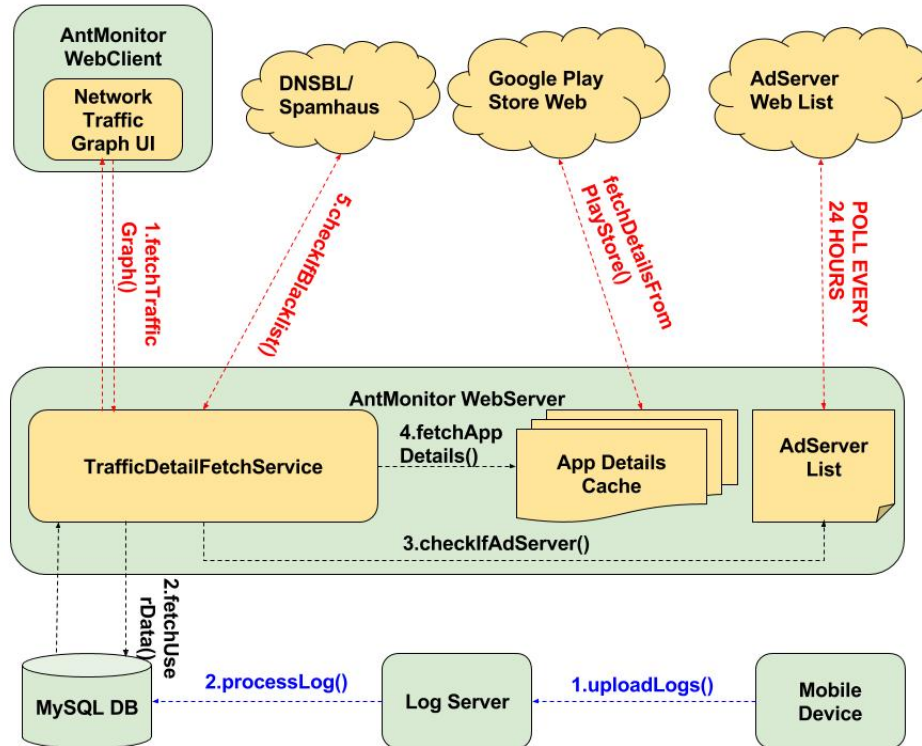 AntMonitor
WebClient
Network
Traffic
Graph UI
DNSBL/
Spamhaus
Google Play
Store Web
AdServer
Web List
1.fetchTraffic
Graph()
5.checkIfBlacklist()
fetchDetailsFrom
PlayStore()
POLL EVERY
24 HOURS
AntMonitor WebServer
TrafficDetailFetchService
4.fetchApp
Details()
App Details
Cache
AdServer
List
3.checkIfAdServer()
2.fetchUse
rData()
MySQL DB
2.processLog()
Log Server
1.uploadLogs()
Mobile
Device